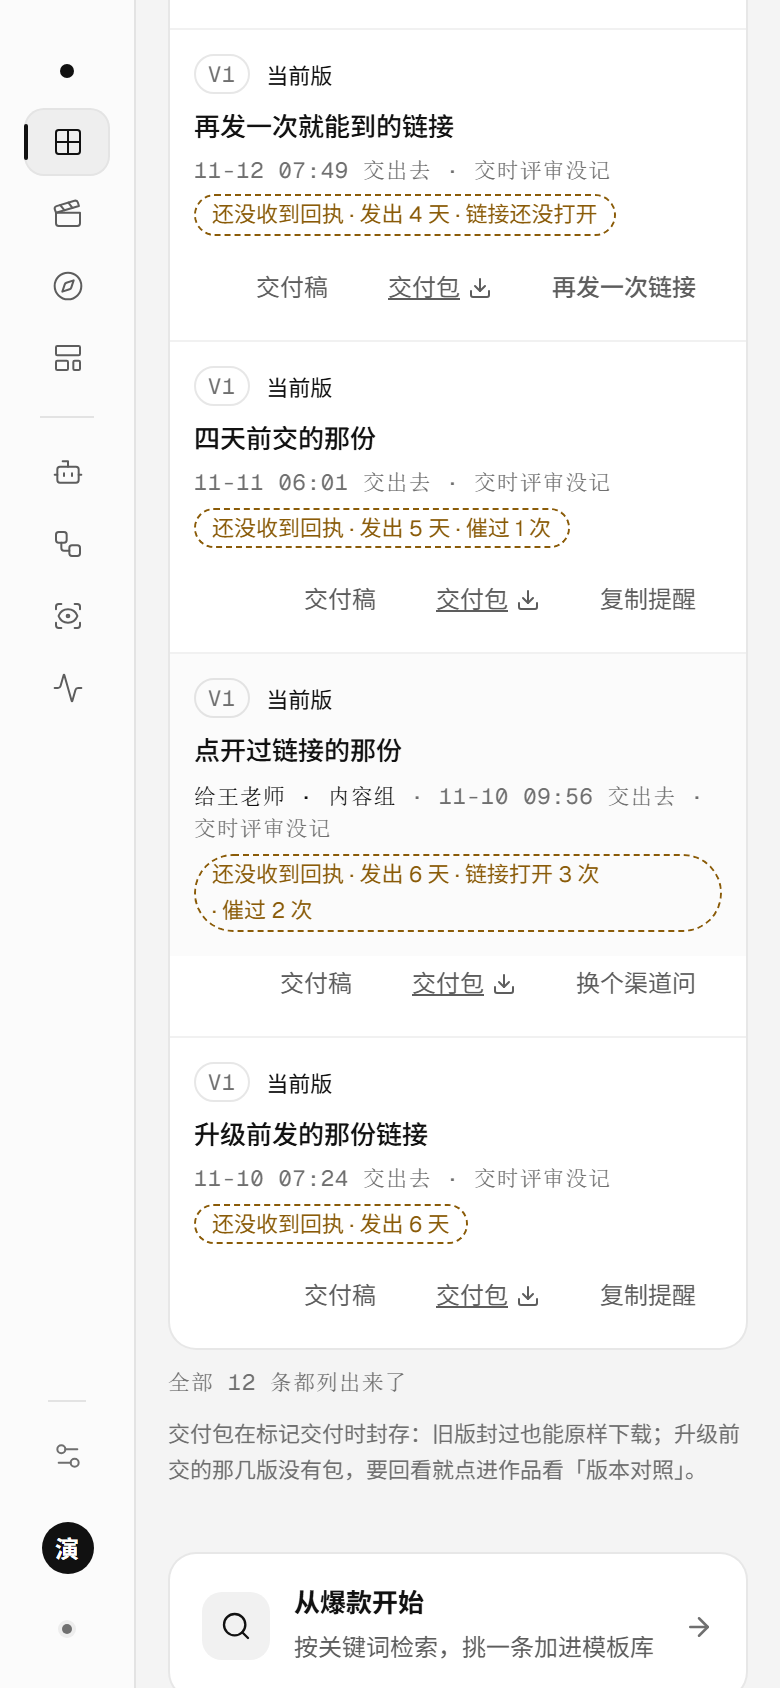 V1 当前版
再发一次就能到的链接
11-12 07:49 交出去 · 交时评审没记
还没收到回执 · 发出 4 天 · 链接还没打开
交付稿 交付包 再发一次链接
V1 当前版
四天前交的那份
11-11 06:01 交出去 · 交时评审没记
还没收到回执 · 发出 5 天 · 催过 1 次
交付稿 交付包 复制提醒
V1 当前版
点开过链接的那份
给王老师 · 内容组 · 11-10 09:56 交出去 ·
交时评审没记
还没收到回执 · 发出 6 天 · 链接打开 3 次
· 催过 2 次
交付稿 交付包 换个渠道问
V1 当前版
升级前发的那份链接
11-10 07:24 交出去 · 交时评审没记
还没收到回执 · 发出 6 天
交付稿 交付包 复制提醒
全部 12 条都列出来了
交付包在标记交付时封存：旧版封过也能原样下载；升级前
交的那几版没有包，要回看就点进作品看「版本对照」。
演
从爆款开始
按关键词检索，挑一条加进模板库